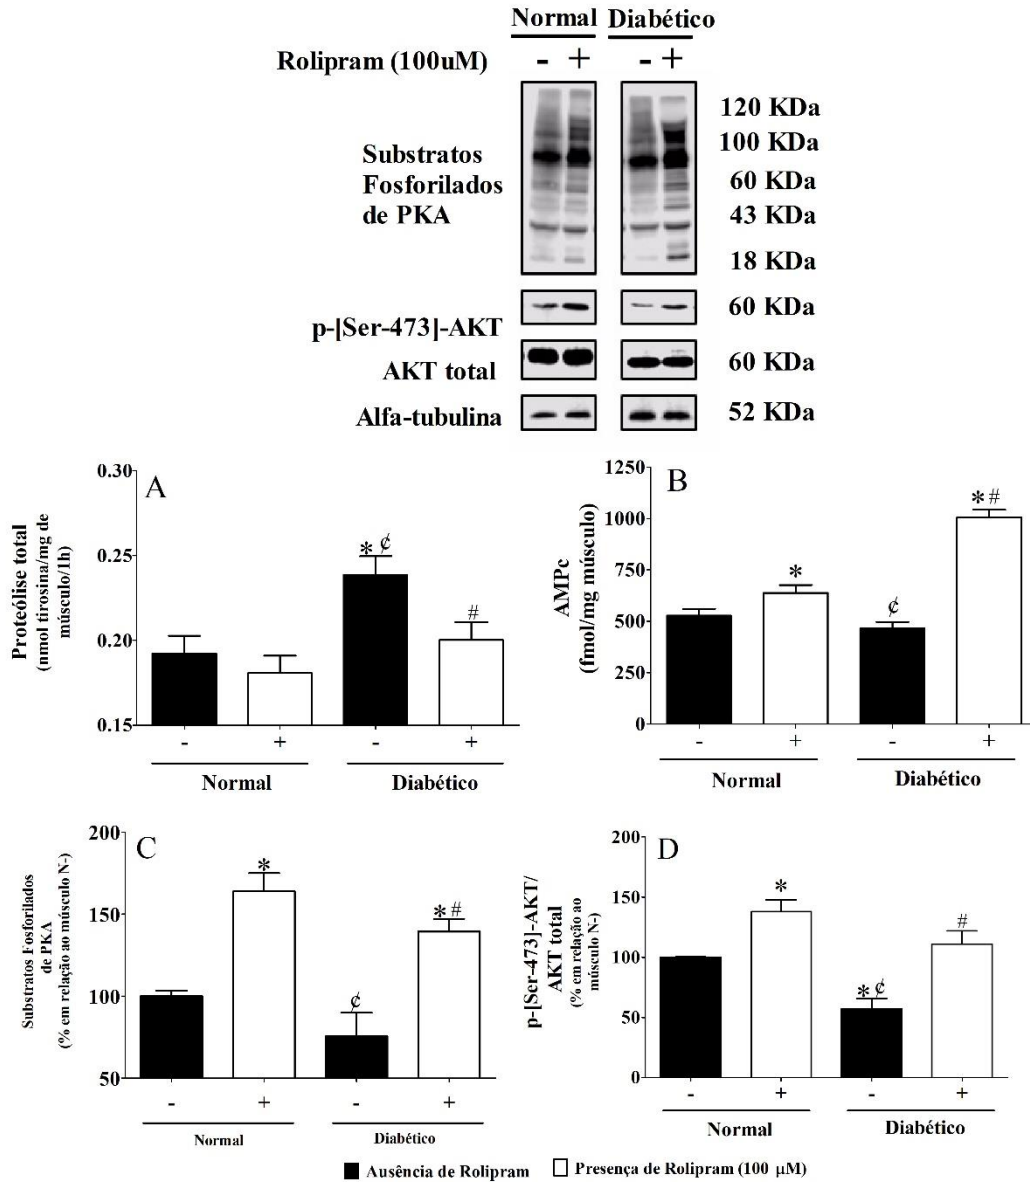 Normal Diabético
Rolipram (100uM) - + - +
Substratos
Fosforilados
de PKA
120 KDa
100 KDa
60 KDa
43 KDa
18 KDa
p-[Ser-473]-AKT
60 KDa
AKT total
60 KDa
Alfa-tubulina
52 KDa
A
Proteólise total
(nmol tirosina/mg de
músculo/1h)
0.30
0.25
0.20
0.15
* ¢
#
- + - +
Normal Diabético
B
AMPc
(fmol/mg músculo)
1250
1000
750
500
250
0
*
¢
* #
- + - +
Normal Diabético
C
Substratos Fosforilados
de PKA
(% em relação ao músculo N-)
200
150
100
50
*
¢
* #
- + - +
Normal Diabético
D
p-[Ser-473]-AKT/
AKT total
(% em relação ao
músculo N-)
200
150
100
50
0
*
* ¢
#
- + - +
Normal Diabético
Ausência de Rolipram Presença de Rolipram (100 µM)